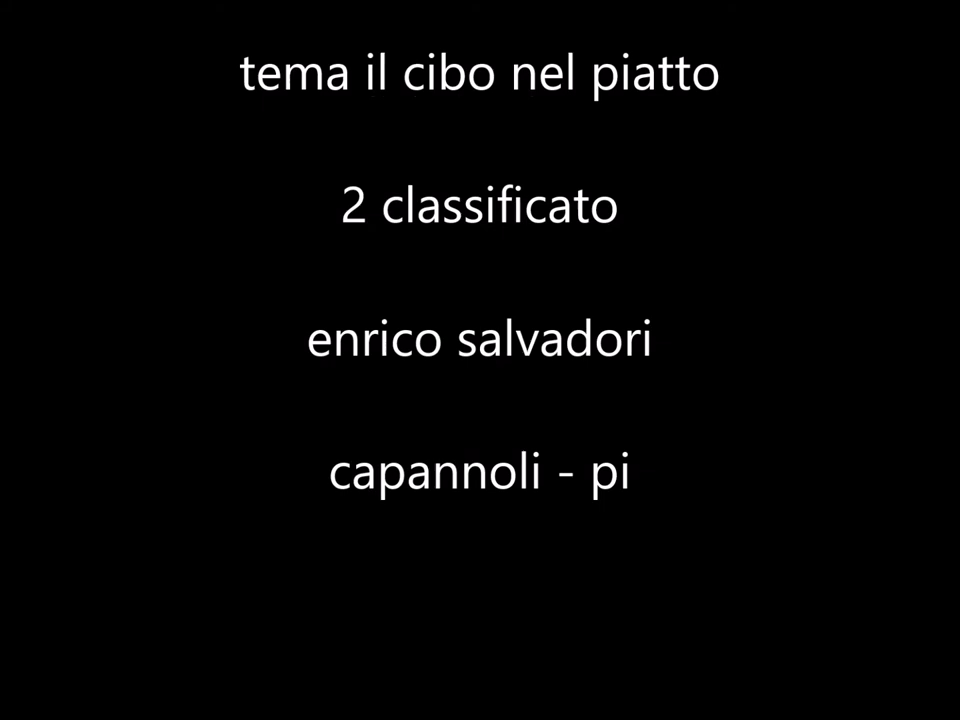 tema il cibo nel piatto
2 classificato
enrico salvadori
capannoli - pi